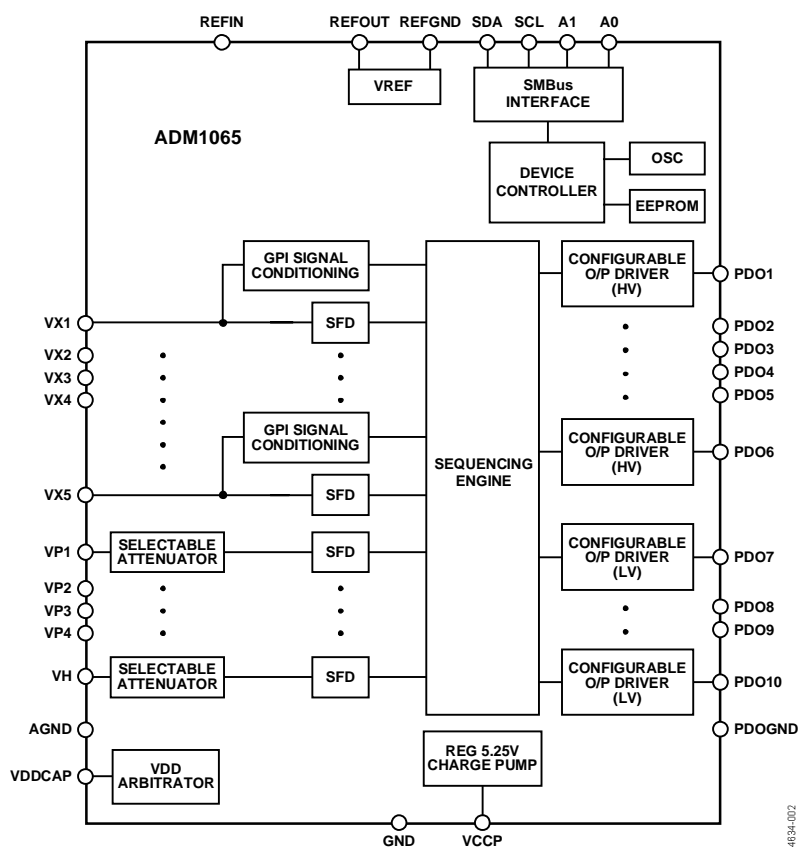 REFIN REFOUT REFGND SDA SCL A1 A0
VREF
SMBus
INTERFACE
ADM1065
DEVICE
CONTROLLER
OSC
EEPROM
GPI SIGNAL
CONDITIONING
SEQUENCING
ENGINE
CONFIGURABLE
O/P DRIVER
(HV)
PDO1
VX1
SFD
PDO2
VX2
PDO3
VX3
PDO4
VX4
PDO5
GPI SIGNAL
CONDITIONING
CONFIGURABLE
O/P DRIVER
(HV)
PDO6
VX5
SFD
VP1
SELECTABLE
ATTENUATOR
SFD
CONFIGURABLE
O/P DRIVER
(LV)
PDO7
VP2
PDO8
VP3
PDO9
VP4
VH
SELECTABLE
ATTENUATOR
SFD
CONFIGURABLE
O/P DRIVER
(LV)
PDO10
AGND
PDOGND
VDDCAP
VDD
ARBITRATOR
REG 5.25V
CHARGE PUMP
GND
VCCP
4634-002